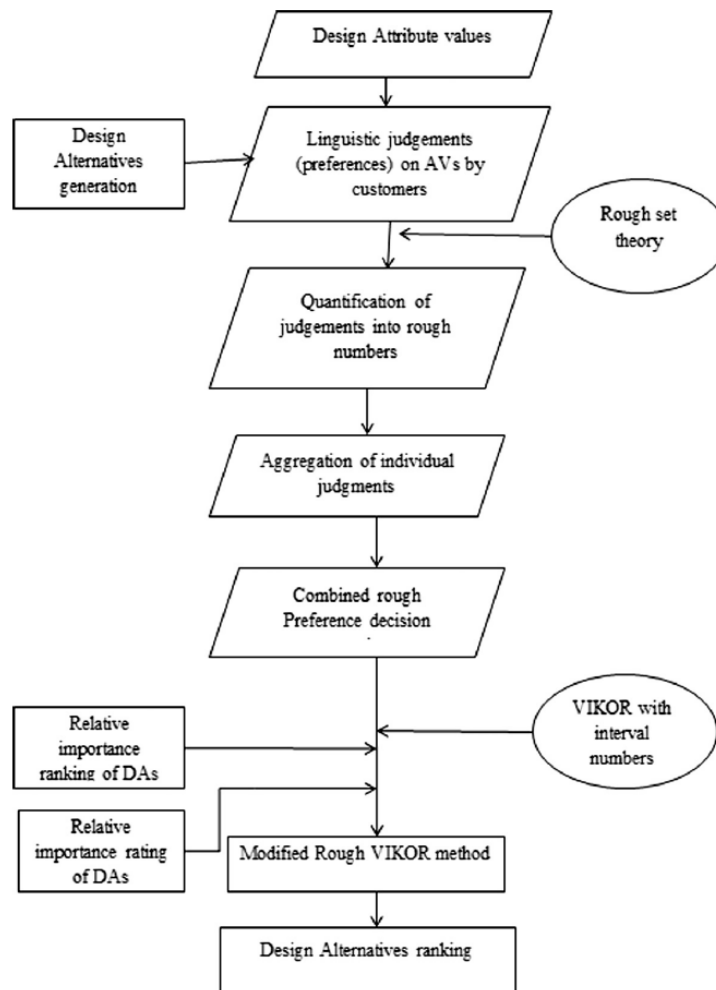 Design Attribute values
Design
Alternatives
generation
Linguistic judgements
(preferences) on AVs by
customers
Rough set
theory
Quantification of
judgements into rough
numbers
Aggregation of individual
judgments
Combined rough
Preference decision
Relative
importance
ranking of DAs
VIKOR with
interval
numbers
Relative
importance rating
of DAs
Modified Rough VIKOR method
Design Alternatives ranking